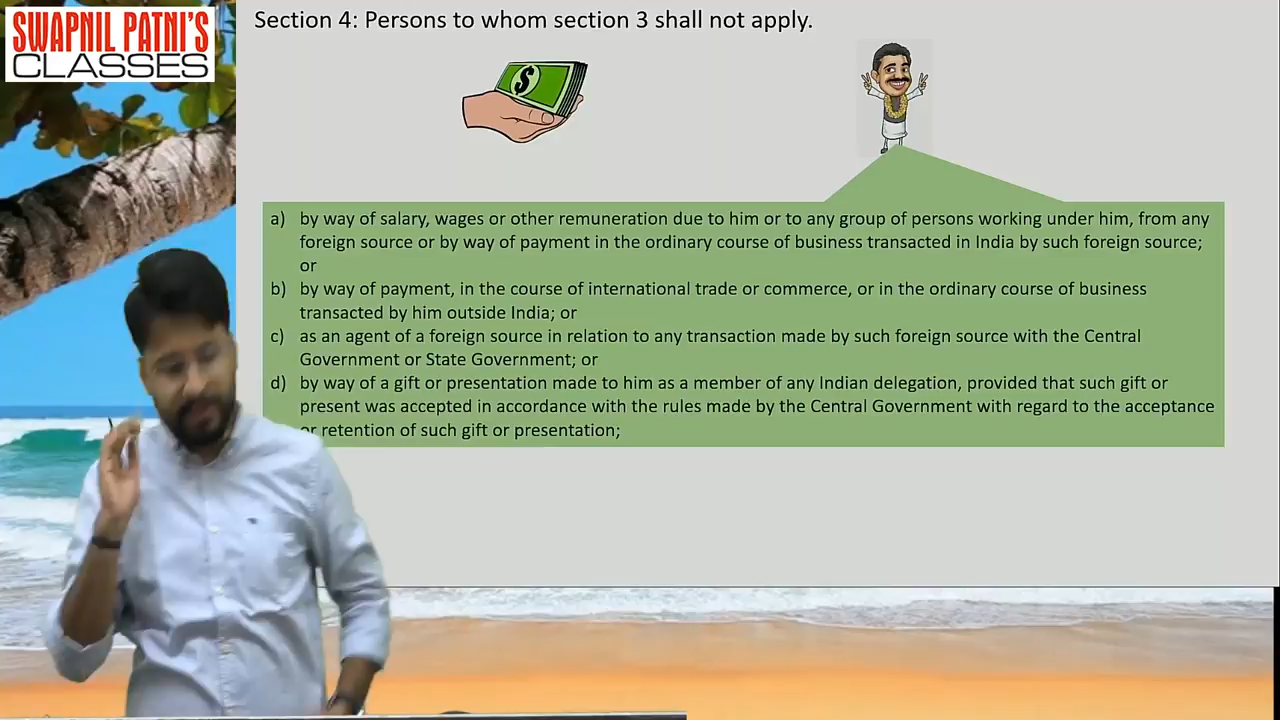 SWAPNIL PATNI'S
CLASSES
Section 4: Persons to whom section 3 shall not apply.
$
a) by way of salary, wages or other remuneration due to him or to any group of persons working under him, from any
foreign source or by way of payment in the ordinary course of business transacted in India by such foreign source;
or
b) by way of payment, in the course of international trade or commerce, or in the ordinary course of business
transacted by him outside India; or
c) as an agent of a foreign source in relation to any transaction made by such foreign source with the Central
Government or State Government; or
d) by way of a gift or presentation made to him as a member of any Indian delegation, provided that such gift or
present was accepted in accordance with the rules made by the Central Government with regard to the acceptance
or retention of such gift or presentation;